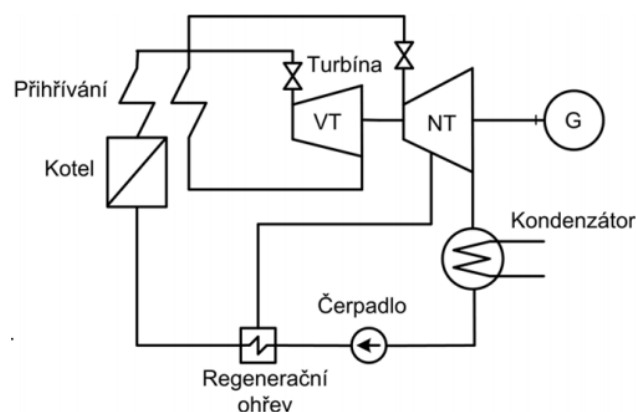 Turbína
Přihřívání
VT
NT
G
Kotel
Kondenzátor
Čerpadlo
Regenerační
ohřev